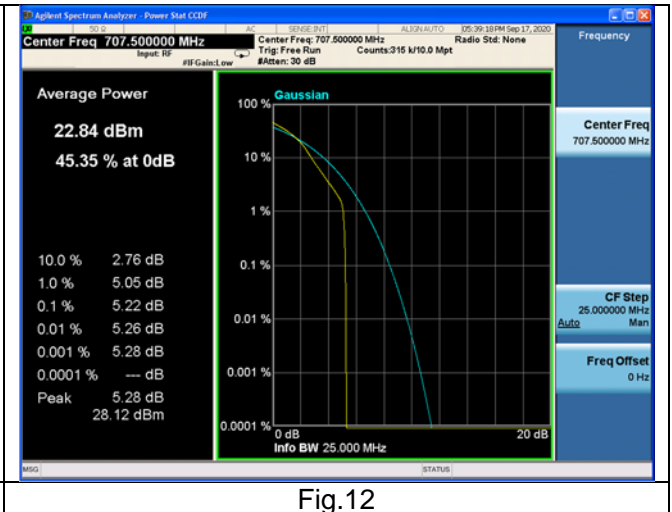 Agilent Spectrum Analyzer - Power Stat CCDF
50 Ω AC SENSE:INT ALIGN AUTO 05:39:18 PM Sep 17, 2020
Center Freq 707.500000 MHz
Input: RF
#IFGain:Low
Center Freq: 707.500000 MHz
Radio Std: None
Trig: Free Run
Counts:315 k/10.0 Mpt
#Atten: 30 dB
Average Power
22.84 dBm
45.35 % at 0dB
10.0 % 2.76 dB
1.0 % 5.05 dB
0.1 % 5.22 dB
0.01 % 5.26 dB
0.001 % 5.28 dB
0.0001 % --- dB
Peak 5.28 dB
28.12 dBm
Gaussian
100 %
10 %
1 %
0.1 %
0.01 %
0.001 %
0.0001 %
0 dB 20 dB
Info BW 25.000 MHz
Frequency
Center Freq
707.500000 MHz
CF Step
25.000000 MHz
Auto Man
Freq Offset
0 Hz
MSG STATUS
Fig.12